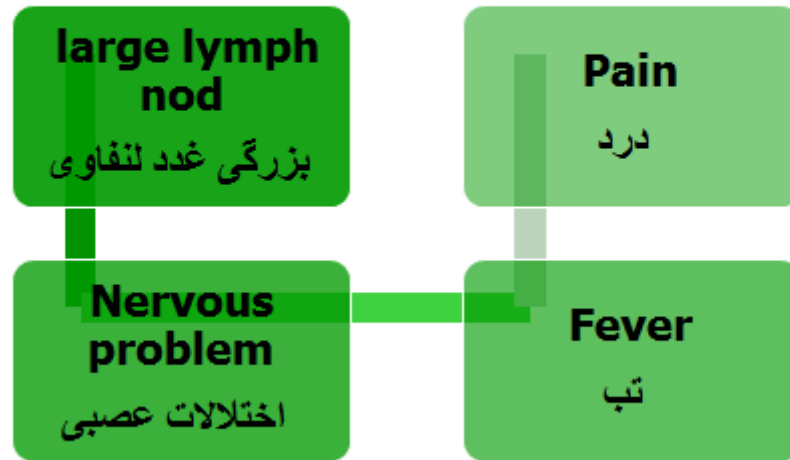 large lymph
nod
بزرگی غدد لنفاوی
Nervous
problem
اختلالات عصبی
Fever
تب
Pain
درد